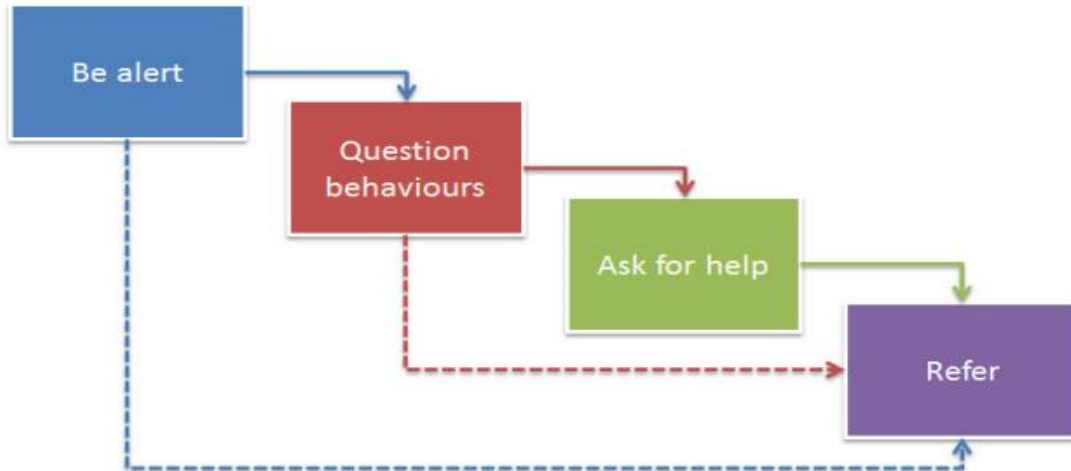 Be alert
Question
behaviours
Ask for help
Refer